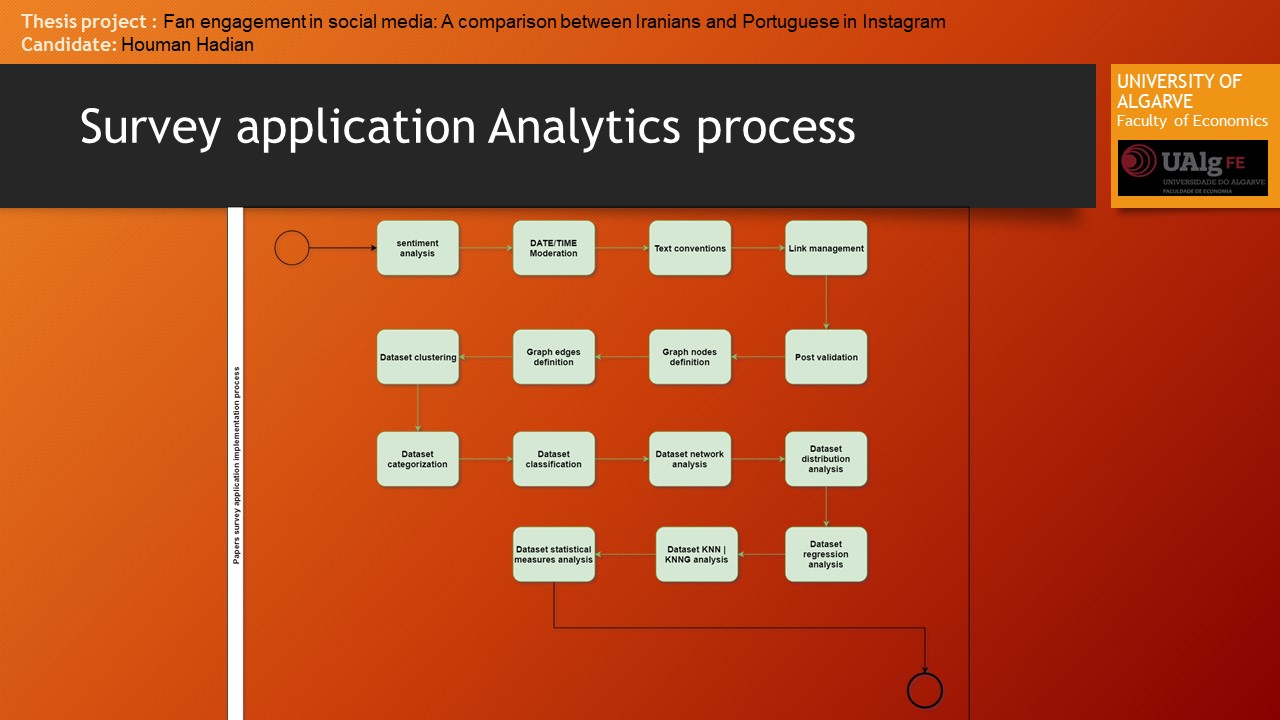 Thesis project : Fan engagement in social media: A comparison between Iranians and Portuguese in Instagram
Candidate: Houman Hadian
UNIVERSITY OF
ALGARVE
Faculty of Economics
UAlg FE
UNIVERSIDADE DO ALGARVE
FACULDADE DE ECONOMIA
Survey application Analytics process
Papers survey application implementation process
sentiment
analysis
DATE/TIME
Moderation
Text conventions
Link management
Post validation
Graph nodes
definition
Graph edges
definition
Dataset clustering
Dataset
categorization
Dataset
classification
Dataset network
analysis
Dataset
distribution
analysis
Dataset
regression
analysis
Dataset KNN |
KNNG analysis
Dataset statistical
measures analysis